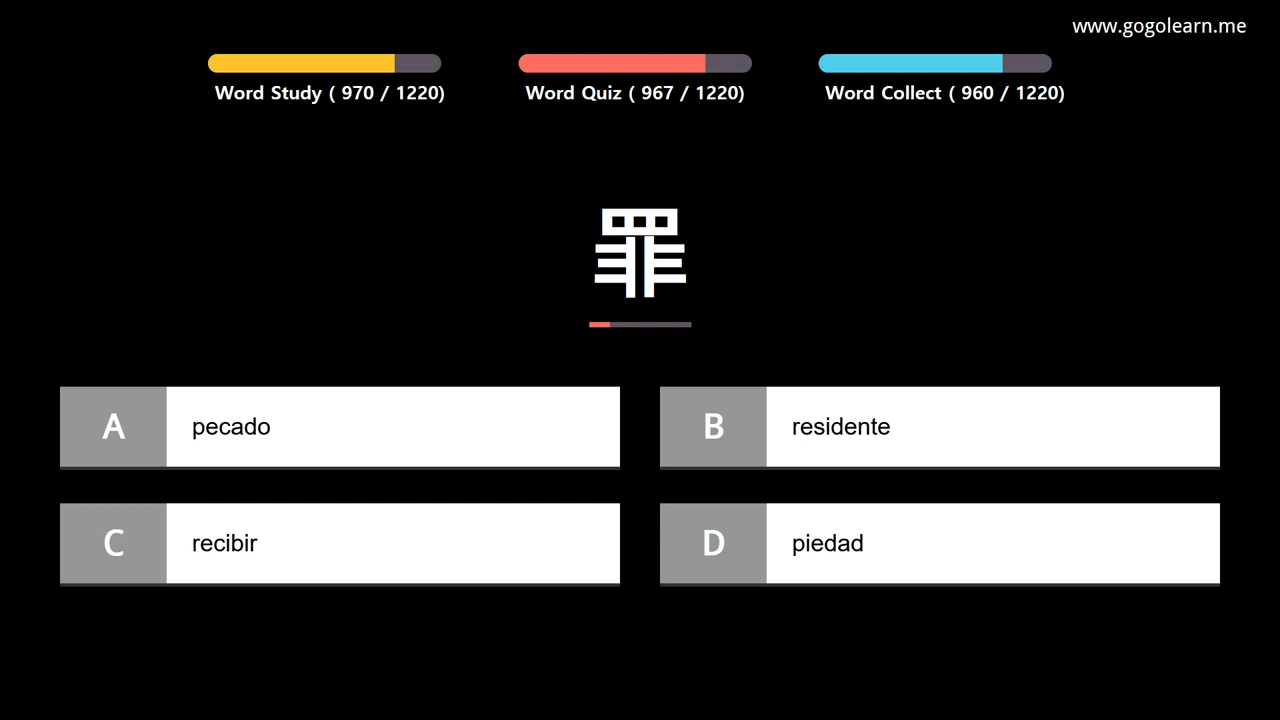 www.gogolearn.me
Word Study ( 970 / 1220)
Word Quiz ( 967 / 1220)
Word Collect ( 960 / 1220)
罪
A pecado
B residente
C recibir
D piedad